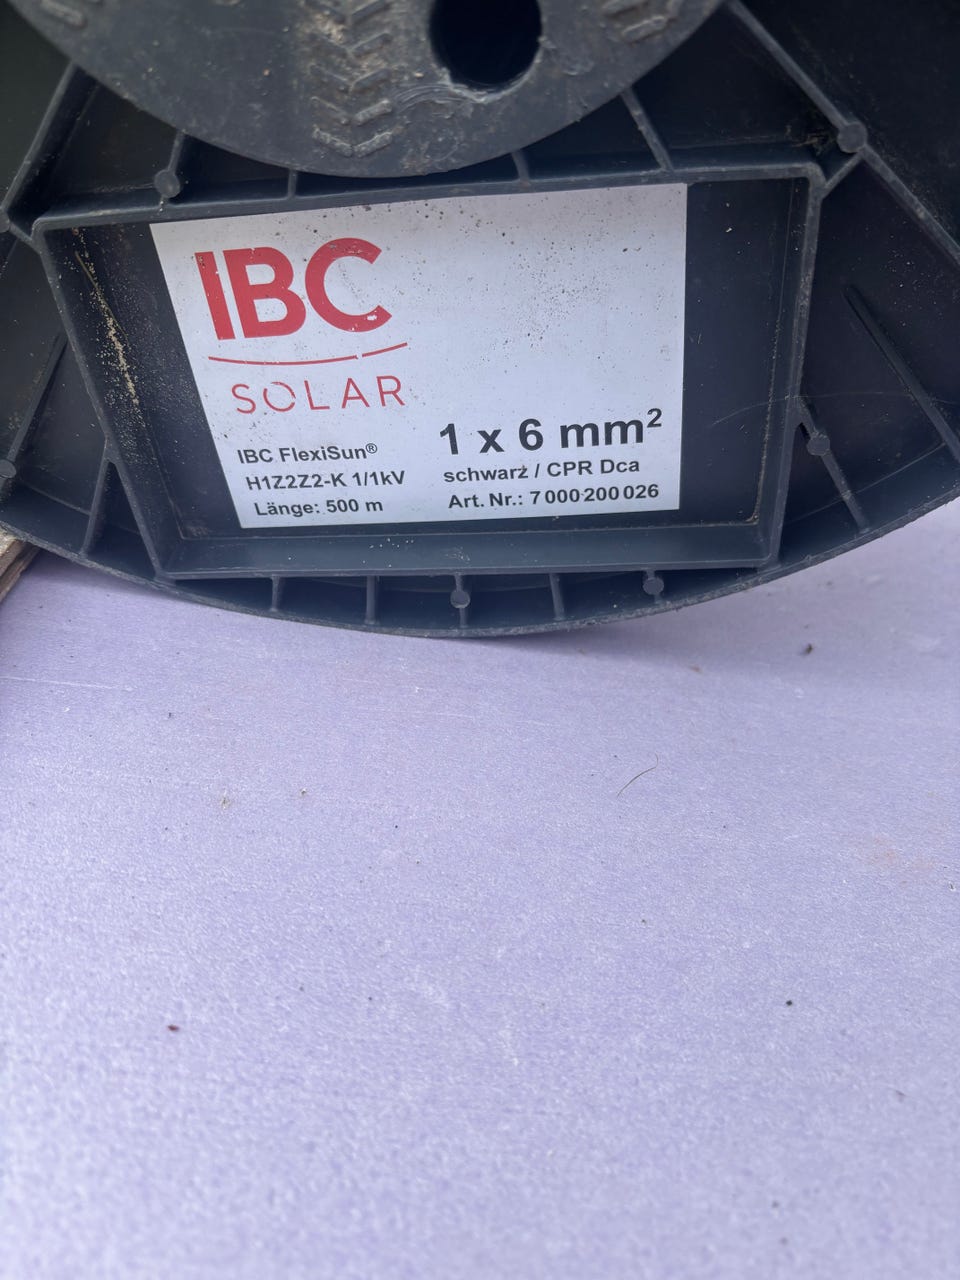 IBC
SOLAR
IBC FlexiSun®
H1Z2Z2-K 1/1kV
Länge: 500 m
1 x 6 mm²
schwarz / CPR Dca
Art. Nr.: 7 000 200 026